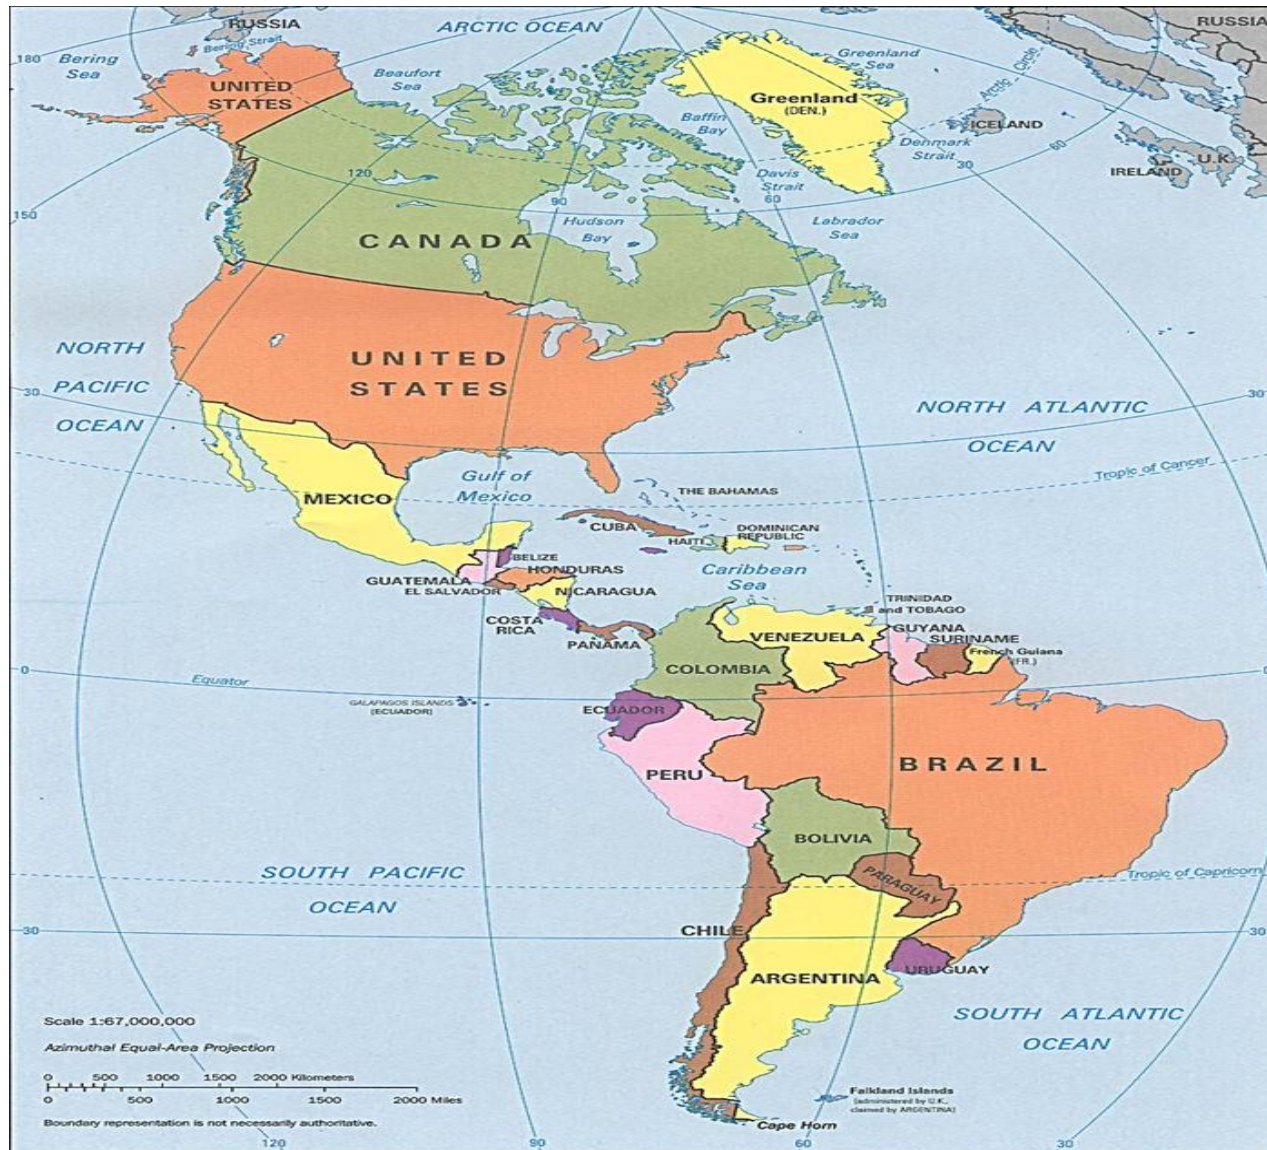 RUSSIA
ARCTIC OCEAN
RUSSIA
Bering Strait
180
Bering
Sea
Beaufort
Sea
Greenland
Sea
Arctic Circle
UNITED
STATES
Greenland
(DEN.)
Baffin
Bay
ICELAND
Denmark
Strait
60
U.K.
IRELAND
30
120
Davis
Strait
90
60
150
Hudson
Bay
Labrador
Sea
CANADA
NORTH
PACIFIC
OCEAN
UNITED
STATES
30
30
NORTH ATLANTIC
OCEAN
Tropic of Cancer
Gulf of
Mexico
MEXICO
THE BAHAMAS
CUBA
DOMINICAN
REPUBLIC
HAITI
BELIZE
HONDURAS
Caribbean
Sea
GUATEMALA
EL SALVADOR
NICARAGUA
TRINIDAD
and TOBAGO
COSTA
RICA
PANAMA
VENEZUELA
GUYANA
SURINAME
French Guiana
(FR.)
COLOMBIA
0
Equator
0
GALAPAGOS ISLANDS
(ECUADOR)
ECUADOR
BRAZIL
PERU
BOLIVIA
SOUTH PACIFIC
OCEAN
Tropic of Capricorn
PARAGUAY
30
CHILE
30
ARGENTINA
URUGUAY
SOUTH ATLANTIC
OCEAN
Scale 1:67,000,000
Azimuthal Equal-Area Projection
0 500 1000 1500 2000 Kilometers
0 500 1000 1500 2000 Miles
Boundary representation is not necessarily authoritative.
Falkland Islands
(administered by U.K.,
claimed by ARGENTINA)
Cape Horn
120
90
60
30